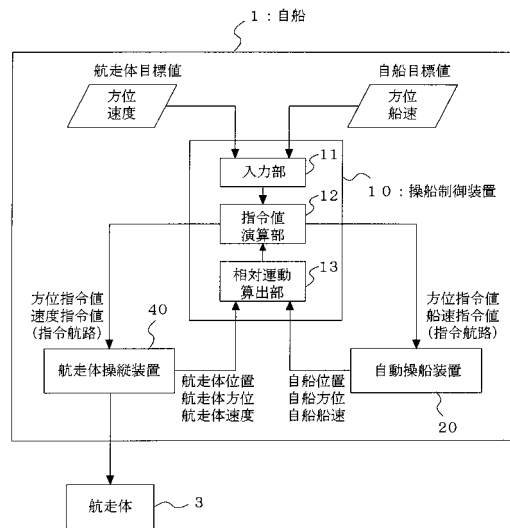 1：自船
航走体目標値
方位
速度
自船目標値
方位
船速
11
入力部
10：操船制御装置
12
指令値
演算部
相対運動
算出部
13
方位指令値
速度指令値
(指令航路)
方位指令値
船速指令値
(指令航路)
40
航走体操縦装置
航走体位置
航走体方位
航走体速度
自船位置
自船方位
自船船速
自動操船装置
20
航走体
3